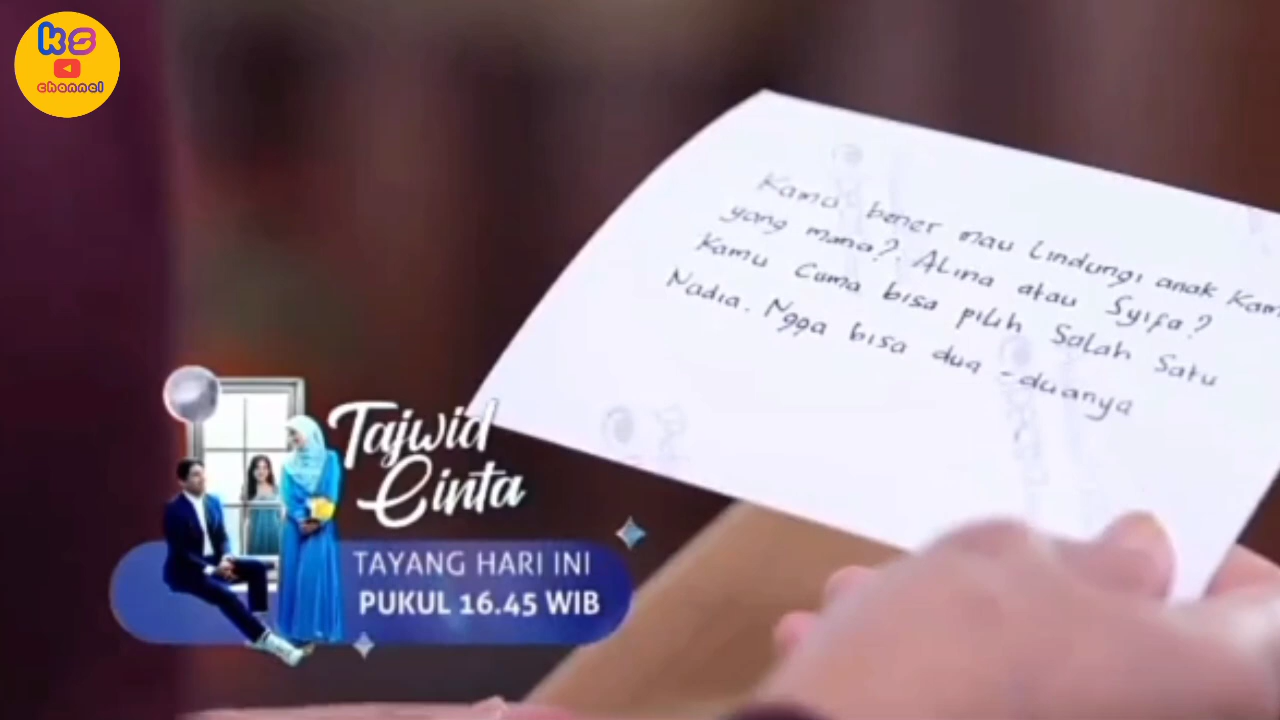 k8
channel
Kamu bener mau lindungi anak Kam
yang mana?. Alina atau Syifa?
Kamu Cuma bisa pilih Salah Satu
Nadia. Ngga bisa dua -duanya
Tajwid
Cinta
TAYANG HARI INI
PUKUL 16.45 WIB